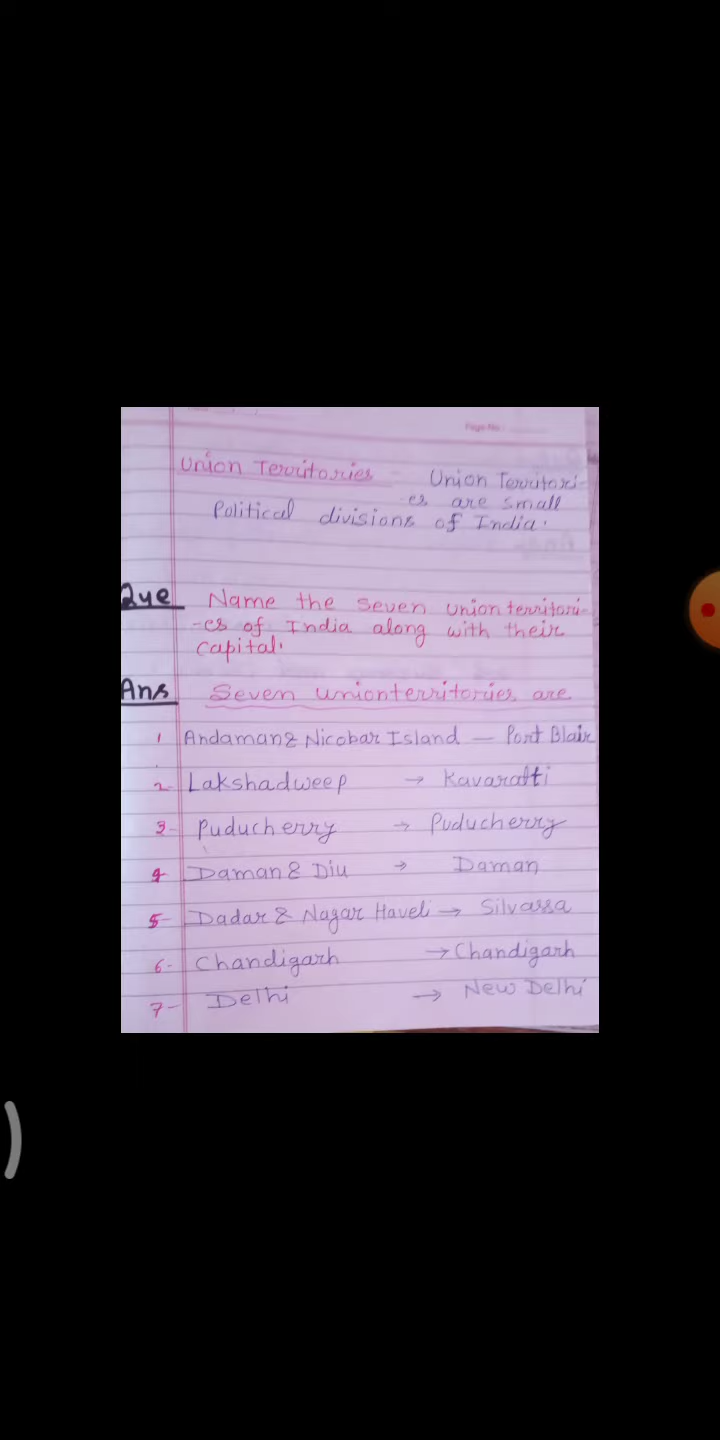 Page No.
Union Territories - Union Territori-
es are small
Political divisions of India.
Que Name the seven union territori-
-es of India along with their
capital.
Ans Seven unionterritories are
1 Andaman & Nicobar Island — Port Blair
2- Lakshadweep → Kavaratti
3- Puducherry → Puducherry
4- Daman & Diu → Daman
5- Dadar & Nagar Haveli → Silvassa
6- Chandigarh → Chandigarh
7- Delhi → New Delhi